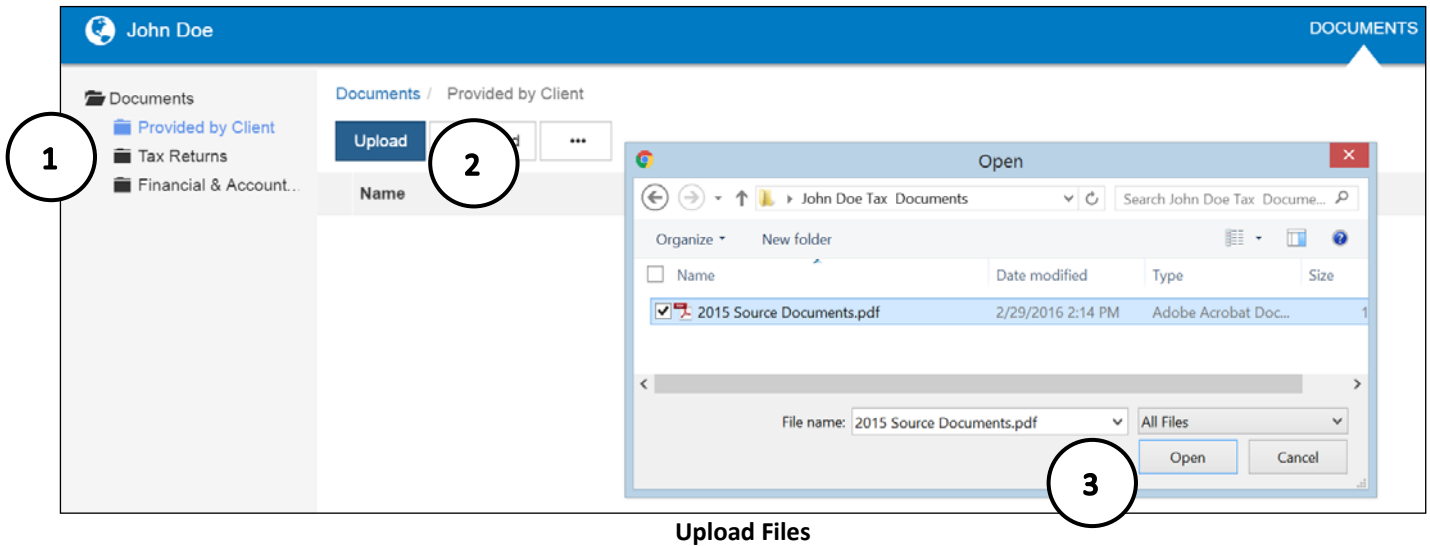 John Doe
DOCUMENTS
Documents
Provided by Client
Tax Returns
Financial & Account...
1
Documents / Provided by Client
Upload
2
•••
Name
Open
John Doe Tax Documents
Search John Doe Tax Docume...
Organize
New folder
Name Date modified Type Size
2015 Source Documents.pdf 2/29/2016 2:14 PM Adobe Acrobat Doc... 1
File name: 2015 Source Documents.pdf All Files
Open Cancel
3
Upload Files